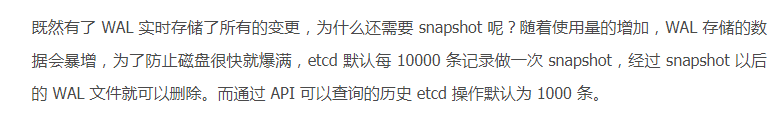 既然有了 WAL 实时存储了所有的变更，为什么还需要 snapshot 呢？随着使用量的增加，WAL 存储的数
据会暴增，为了防止磁盘很快就爆满，etcd 默认每 10000 条记录做一次 snapshot，经过 snapshot 以后
的 WAL 文件就可以删除。而通过 API 可以查询的历史 etcd 操作默认为 1000 条。